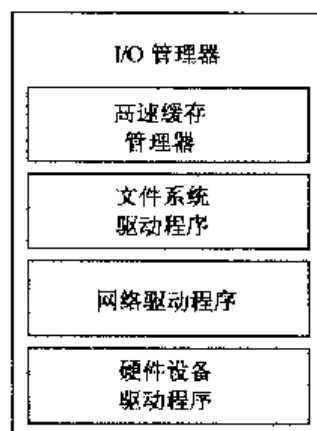 I/O 管理器
高速缓存
管理器
文件系统
驱动程序
网络驱动程序
硬件设备
驱动程序